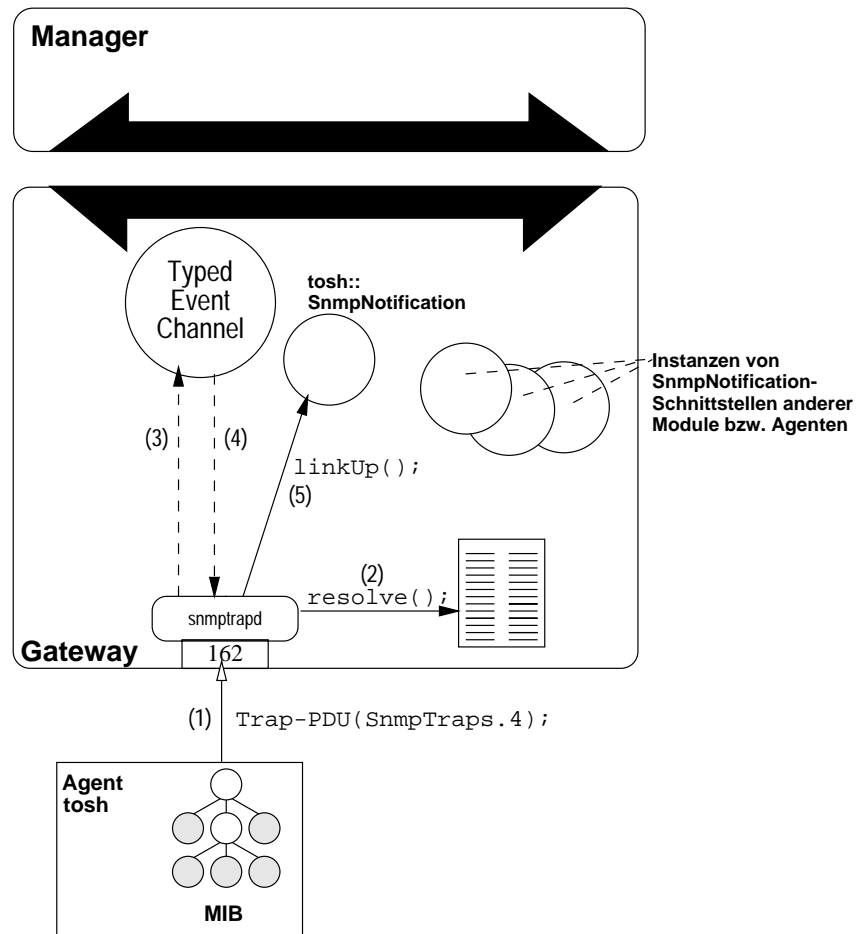 Manager
Typed
Event
Channel
tosh::
SnmpNotification
Instanzen von
SnmpNotification-
Schnittstellen anderer
Module bzw. Agenten
(3)
(4)
linkUp();
(5)
(2)
resolve();
snmptrapd
Gateway
162
(1)
Trap-PDU(SnmpTraps.4);
Agent
tosh
MIB